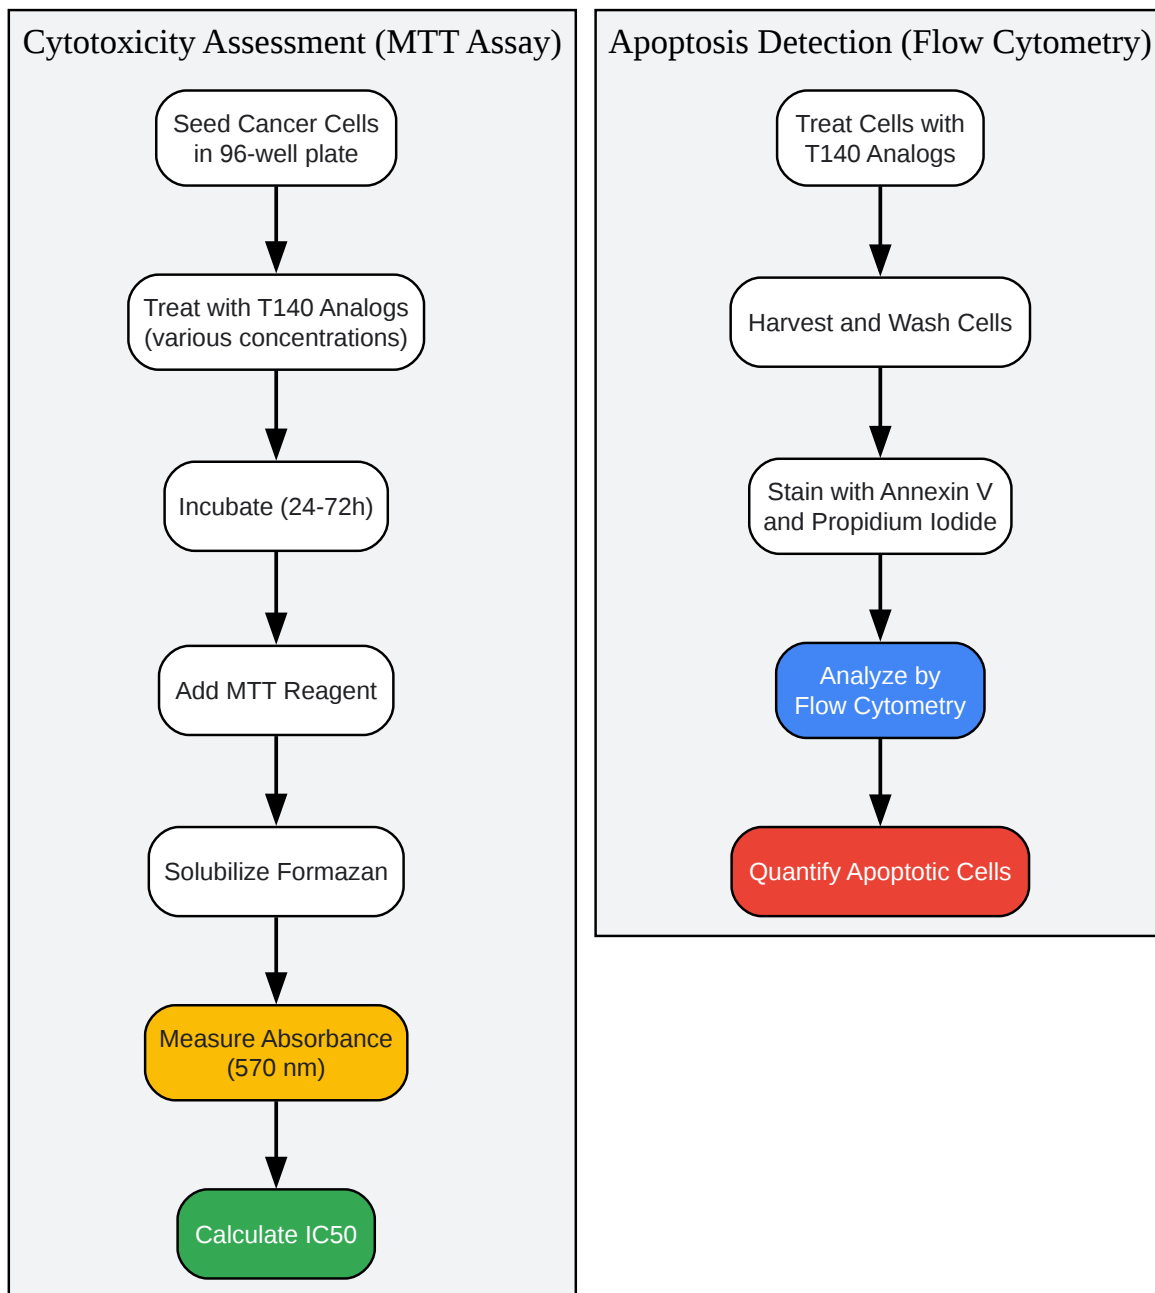 Cytotoxicity Assessment (MTT Assay)
Seed Cancer Cells
in 96-well plate
Treat with T140 Analogs
(various concentrations)
Incubate (24-72h)
Add MTT Reagent
Solubilize Formazan
Measure Absorbance
(570 nm)
Calculate IC50
Apoptosis Detection (Flow Cytometry)
Treat Cells with
T140 Analogs
Harvest and Wash Cells
Stain with Annexin V
and Propidium Iodide
Analyze by
Flow Cytometry
Quantify Apoptotic Cells